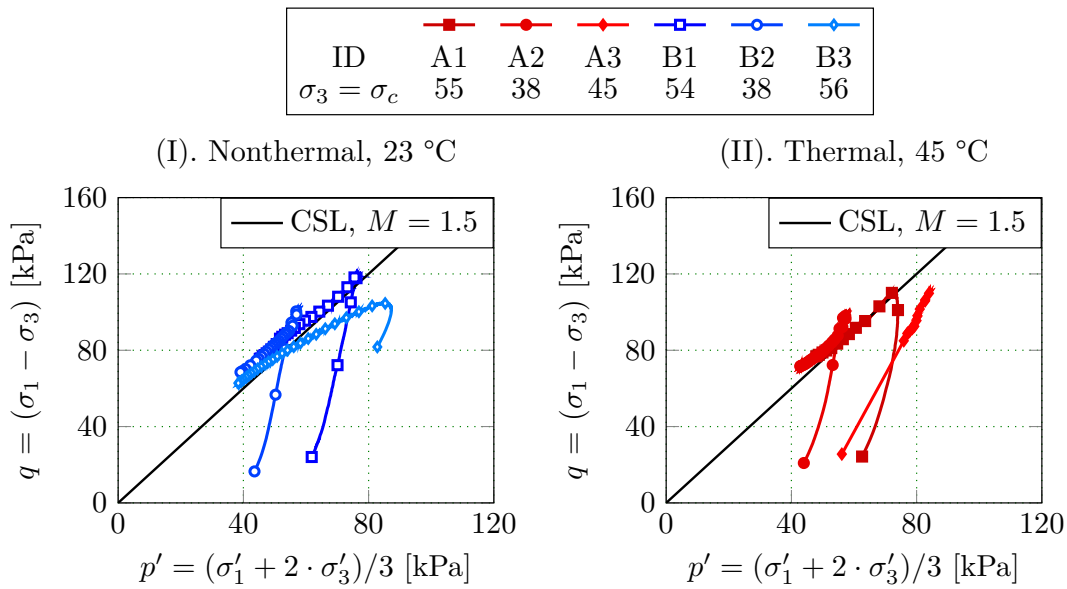 ID A1 A2 A3 B1 B2 B3
σ3 = σc 55 38 45 54 38 56
(I). Nonthermal, 23 °C
CSL, M = 1.5
160
120
80
40
0
0 40 80 120
q = (σ1 − σ3) [kPa]
p′ = (σ′1 + 2 · σ′3)/3 [kPa]
(II). Thermal, 45 °C
CSL, M = 1.5
160
120
80
40
0
0 40 80 120
q = (σ1 − σ3) [kPa]
p′ = (σ′1 + 2 · σ′3)/3 [kPa]